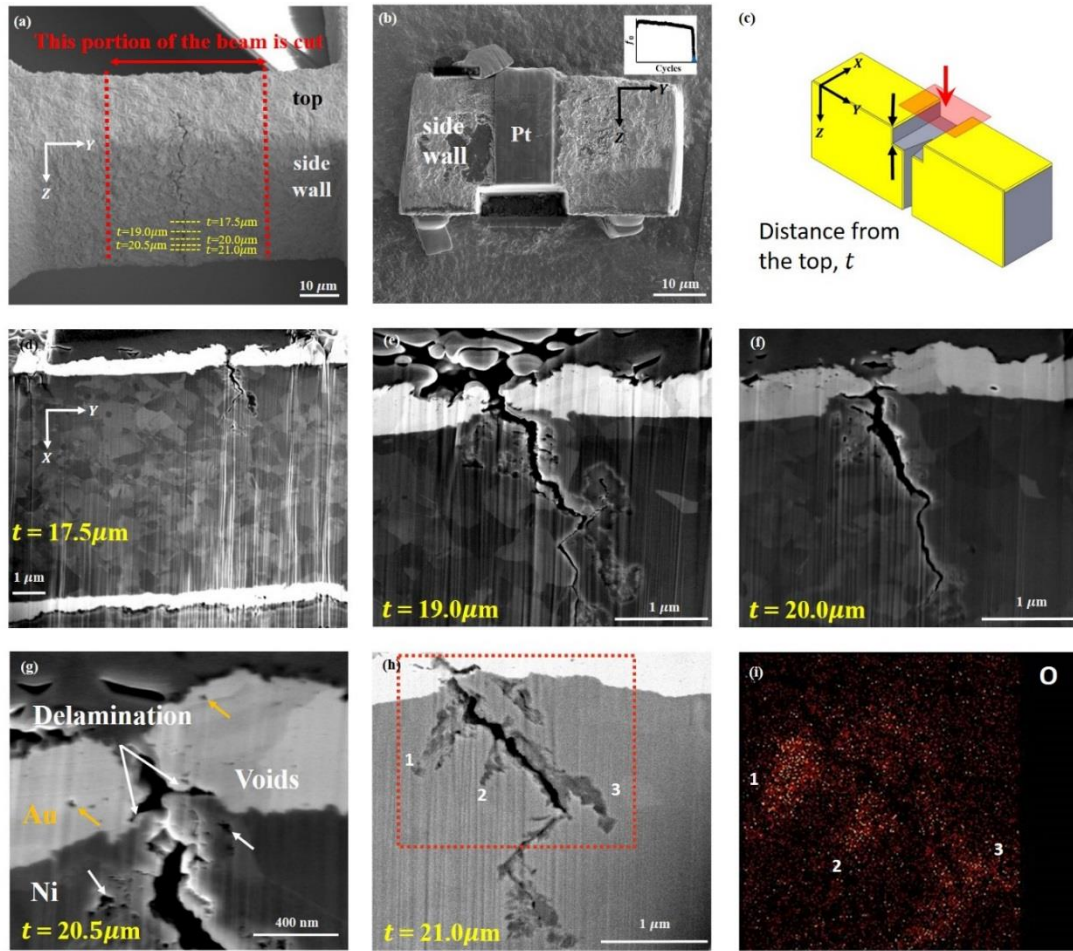 (a)
This portion of the beam is cut
top
Y
side
wall
Z
t=17.5μm
t=19.0μm
t=20.0μm
t=20.5μm
t=21.0μm
10 μm
(b)
f₀
Cycles
side
wall
Pt
Y
Z
10 μm
(c)
X
Y
Z
Distance from
the top, t
(d)
Y
X
t = 17.5μm
1 μm
(e)
t = 19.0μm
1 μm
(f)
t = 20.0μm
1 μm
(g)
Delamination
Voids
Au
Ni
t = 20.5μm
400 nm
(h)
1
2
3
t = 21.0μm
1 μm
(i)
O
1
2
3